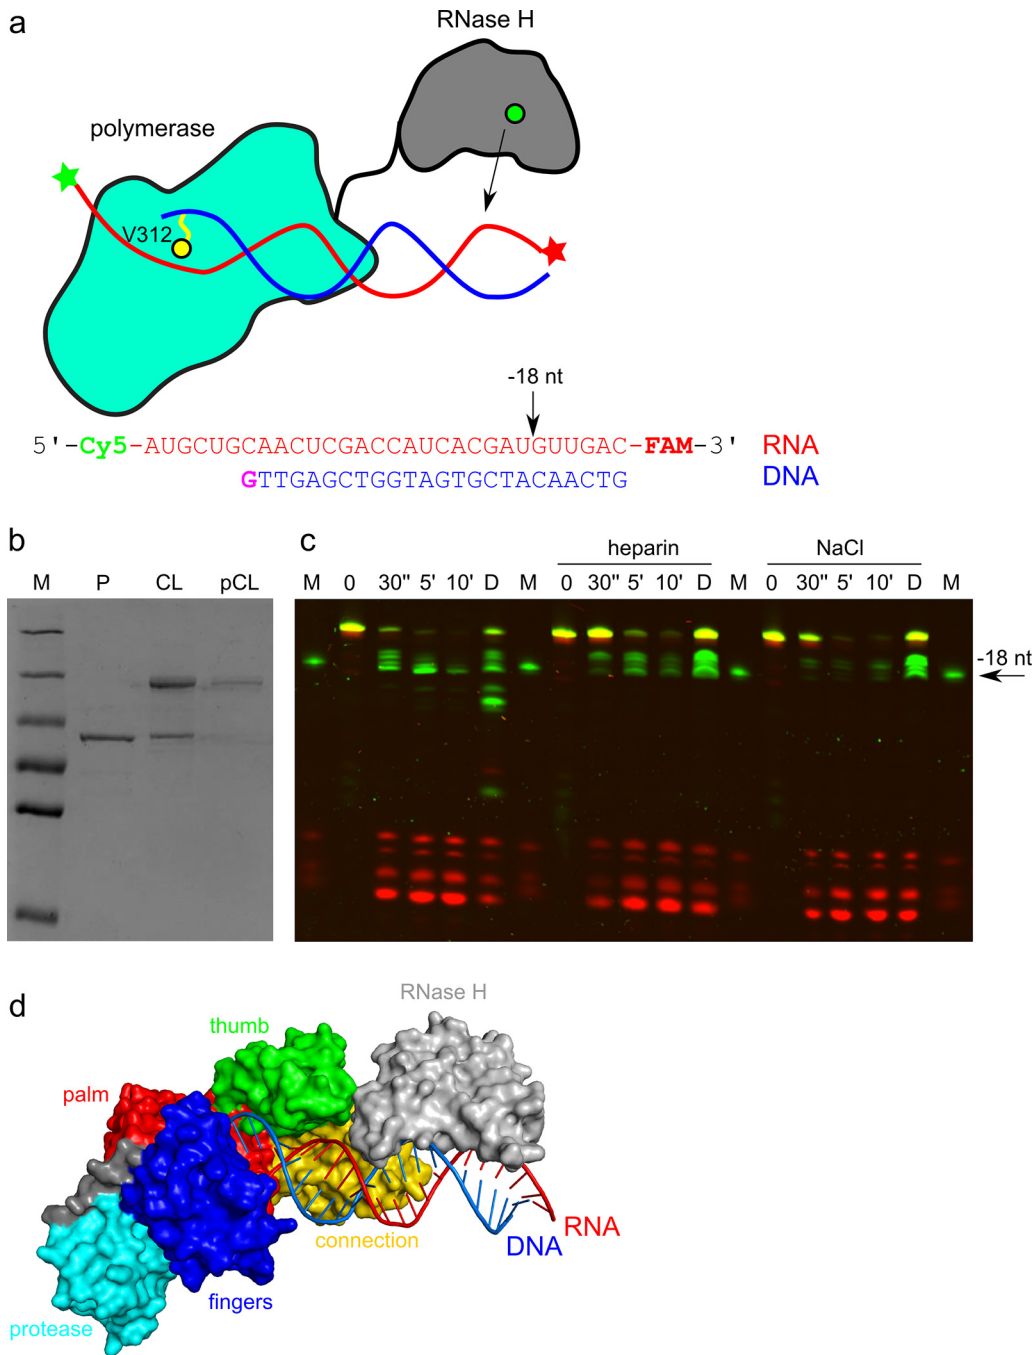 a
RNase H
polymerase
V312
-18 nt
5'-Cy5-AUGCUGCAACUCGACCAUCACGAUGUUGAC-FAM-3' RNA
GTTGAGCTGGTAGTGCTACAACTG DNA
b
M P CL pCL
c
heparin NaCl
M 0 30" 5' 10' D M 0 30" 5' 10' D M 0 30" 5' 10' D M
-18 nt
d
RNase H
thumb
palm
RNA
DNA
connection
fingers
protease